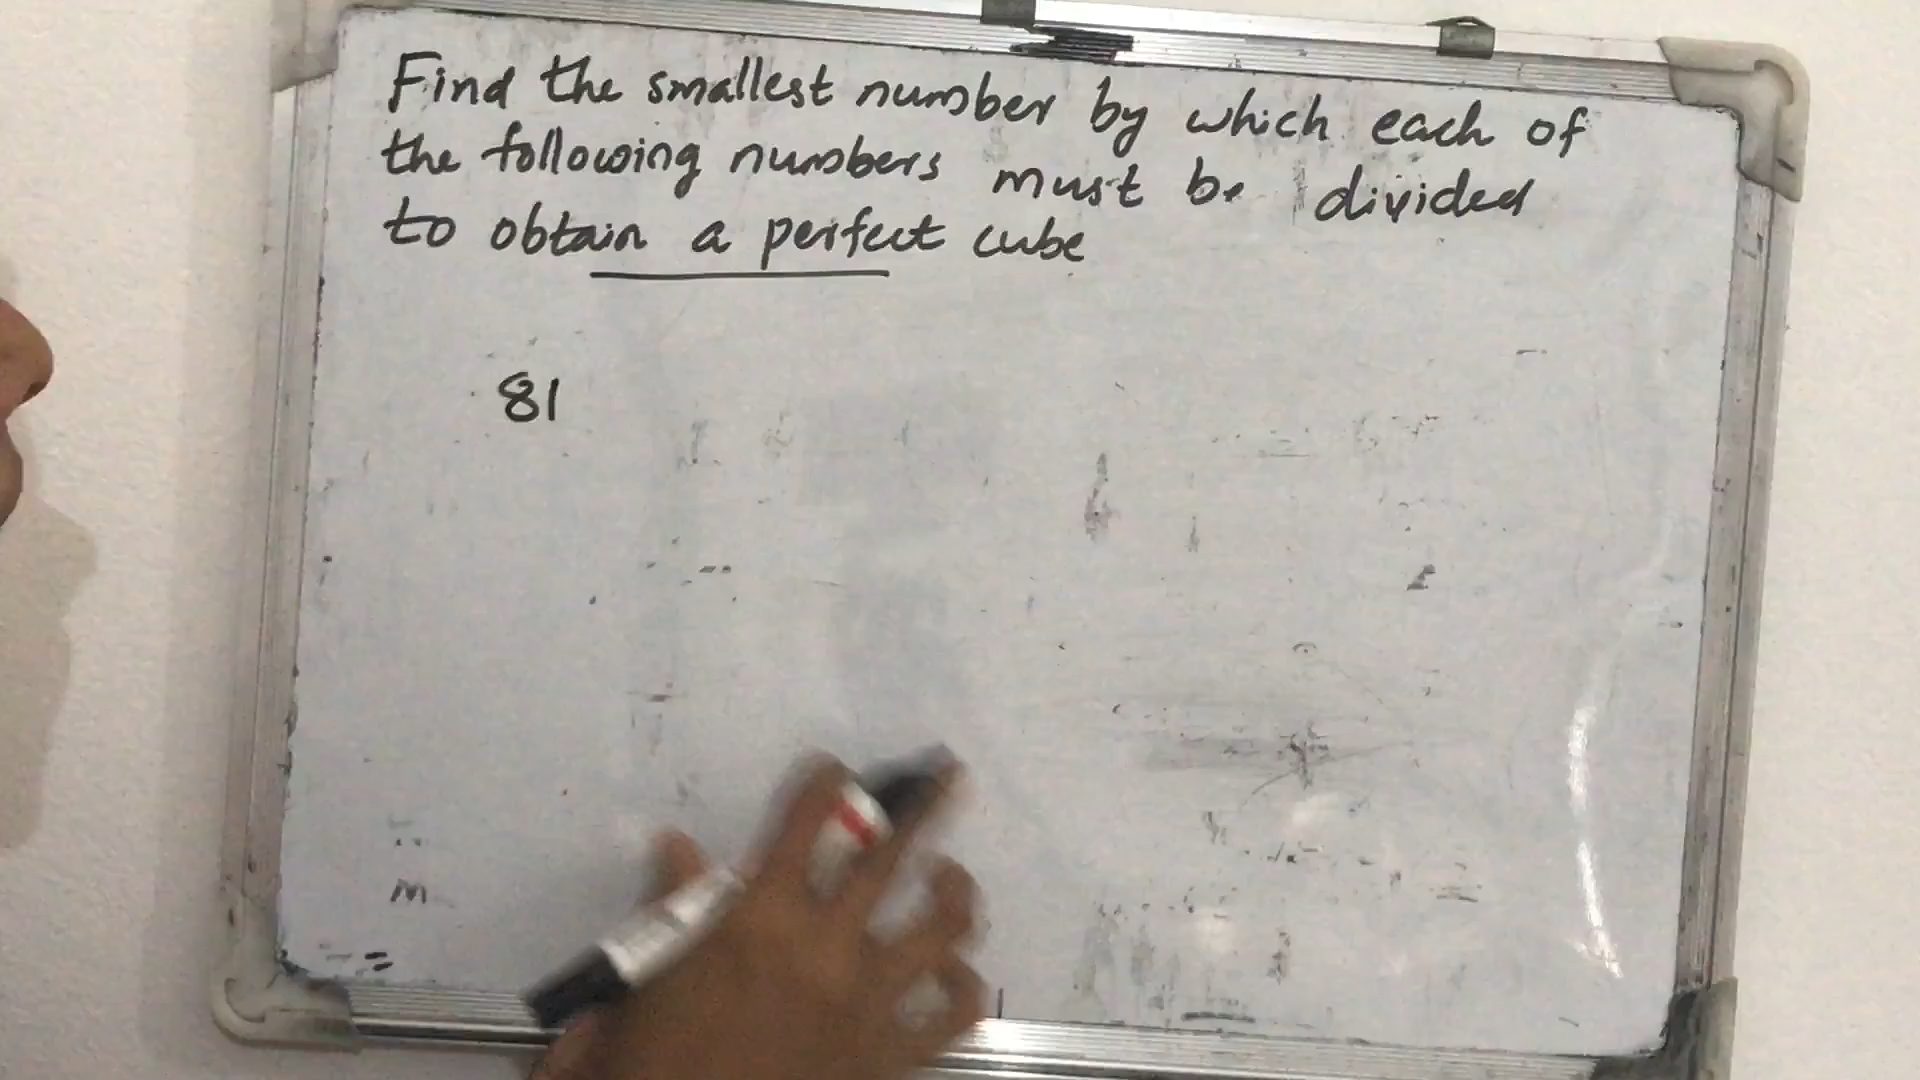 Find the smallest number by which each of
the following numbers must be divided
to obtain a perfect cube
81